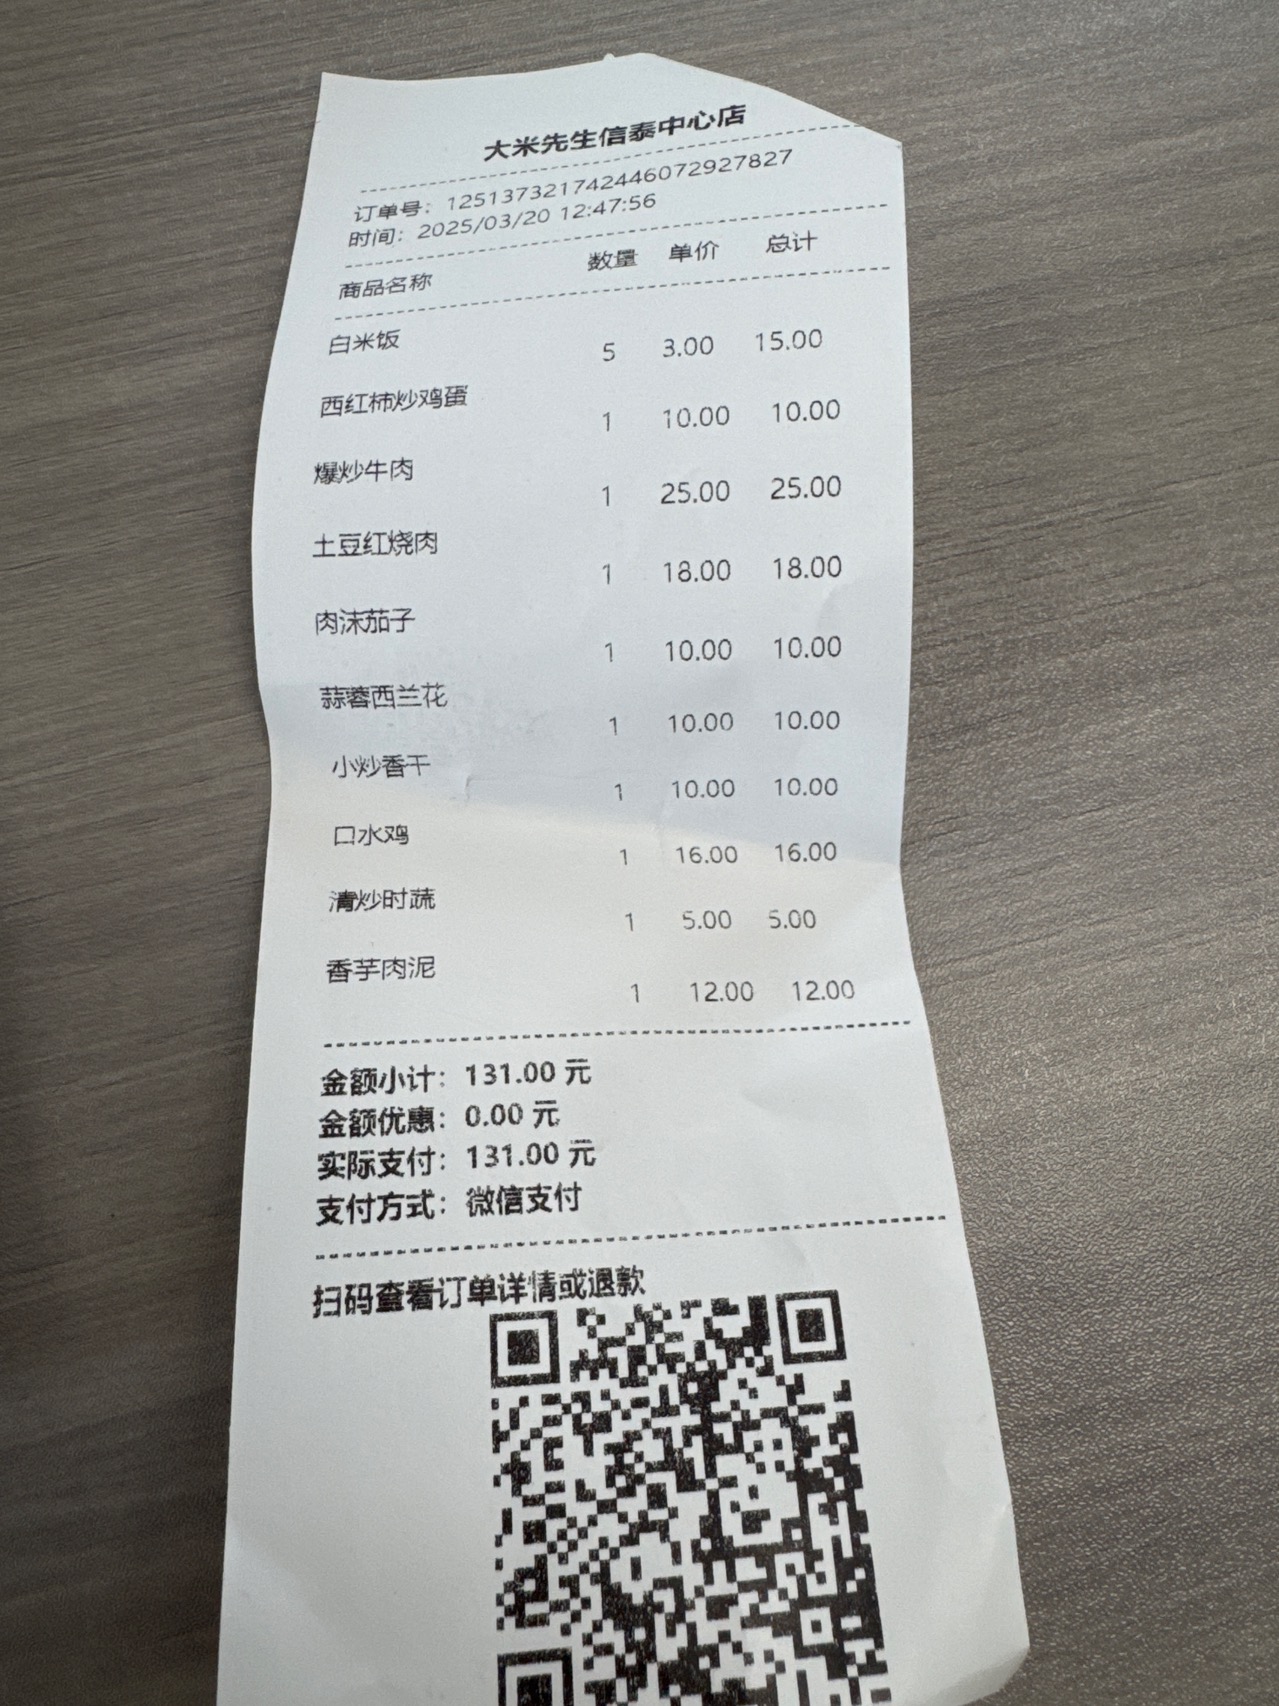 大米先生信泰中心店
订单号：1251373217424446072927827
时间：2025/03/20 12:47:56
商品名称 数量 单价 总计
白米饭 5 3.00 15.00
西红柿炒鸡蛋 1 10.00 10.00
爆炒牛肉 1 25.00 25.00
土豆红烧肉 1 18.00 18.00
肉沫茄子 1 10.00 10.00
蒜蓉西兰花 1 10.00 10.00
小炒香干 1 10.00 10.00
口水鸡 1 16.00 16.00
清炒时蔬 1 5.00 5.00
香芋肉泥 1 12.00 12.00
金额小计：131.00 元
金额优惠：0.00 元
实际支付：131.00 元
支付方式：微信支付
扫码查看订单详情或退款